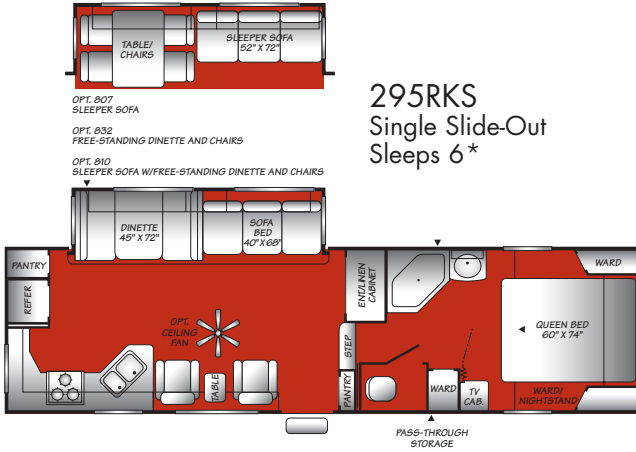 TABLE/
CHAIRS
SLEEPER SOFA
52" X 72"
OPT. 807
SLEEPER SOFA
OPT. 832
FREE-STANDING DINETTE AND CHAIRS
OPT. 810
SLEEPER SOFA W/FREE-STANDING DINETTE AND CHAIRS
295RKS
Single Slide-Out
Sleeps 6*
DINETTE
45" X 72"
SOFA
BED
40" X 68"
PANTRY
REFER
ENT/LINEN
CABINET
WARD
OPT.
CEILING
FAN
STEP
QUEEN BED
60" X 74"
TABLE
PANTRY
WARD
TV
CAB.
WARD/
NIGHTSTAND
PASS-THROUGH
STORAGE